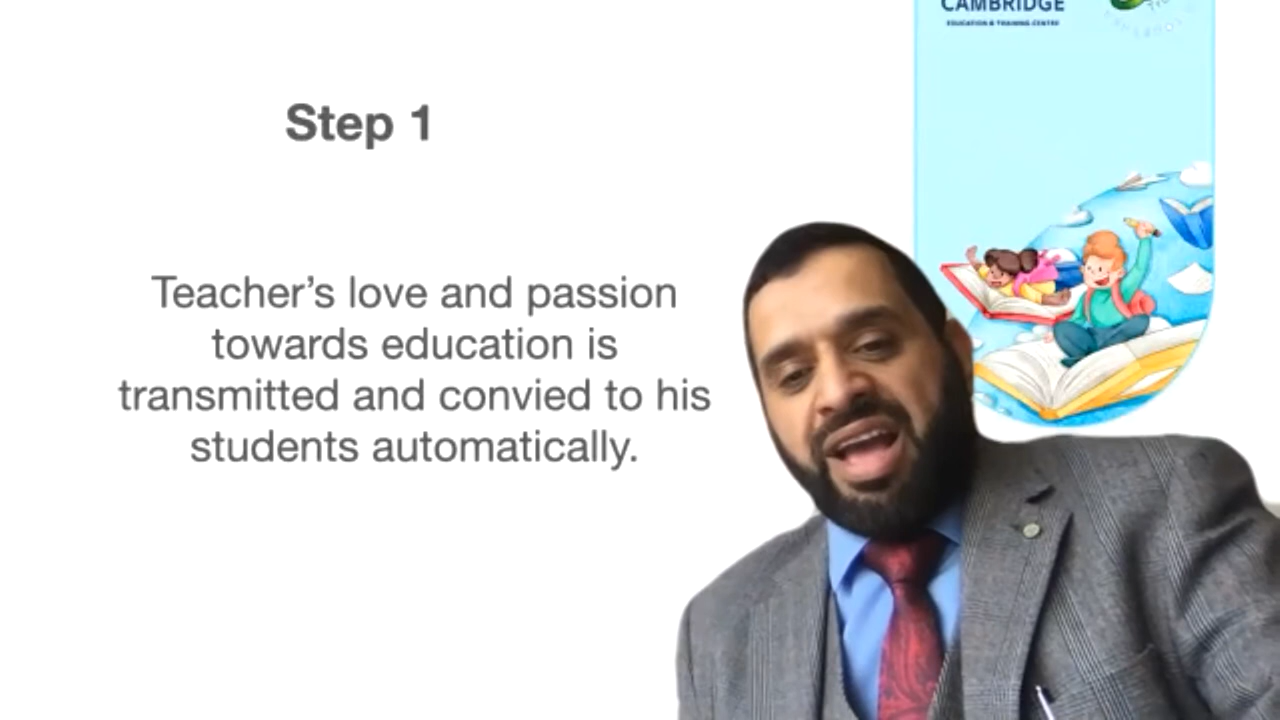 CAMBRIDGE
EDUCATION & TRAINING CENTRE
Step 1
Teacher’s love and passion
towards education is
transmitted and convied to his
students automatically.